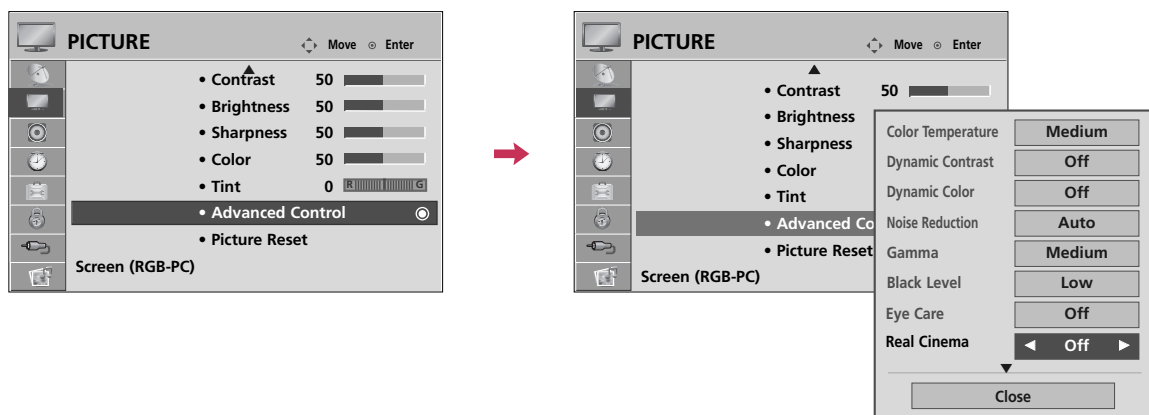 PICTURE
Move Enter
• Contrast 50
• Brightness 50
• Sharpness 50
• Color 50
• Tint 0 R G
• Advanced Control
• Picture Reset
Screen (RGB-PC)
PICTURE
Move Enter
• Contrast 50
• Brightness
• Sharpness
• Color
• Tint
• Advanced Co
• Picture Reset
Screen (RGB-PC)
Color Temperature Medium
Dynamic Contrast Off
Dynamic Color Off
Noise Reduction Auto
Gamma Medium
Black Level Low
Eye Care Off
Real Cinema ◄ Off ►
Close